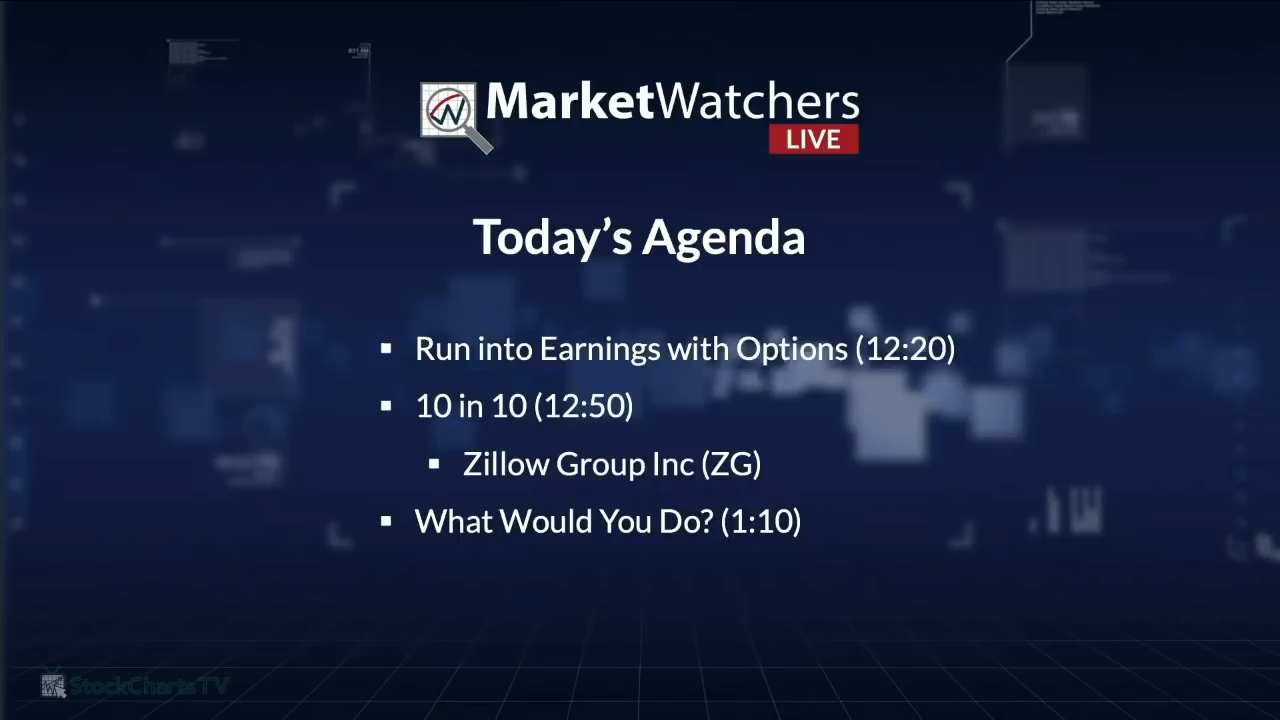 MarketWatchers
LIVE
Today's Agenda
▪ Run into Earnings with Options (12:20)
▪ 10 in 10 (12:50)
▪ Zillow Group Inc (ZG)
▪ What Would You Do? (1:10)
StockChartsTV